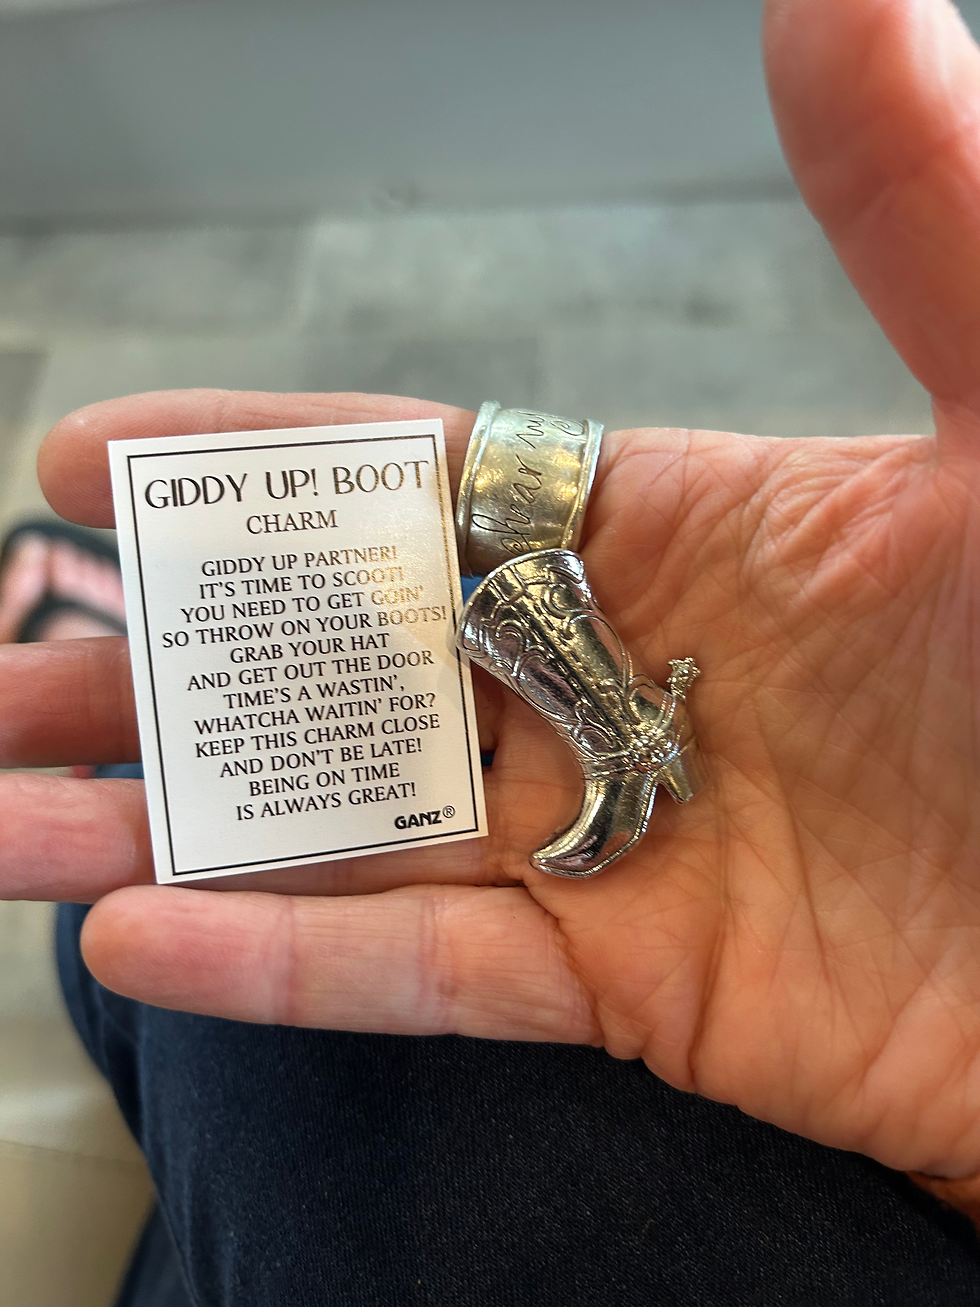 GIDDY UP! BOOT
CHARM
GIDDY UP PARTNER!
IT'S TIME TO SCOOT!
YOU NEED TO GET GOIN'
SO THROW ON YOUR BOOTS!
GRAB YOUR HAT
AND GET OUT THE DOOR
TIME'S A WASTIN',
WHATCHA WAITIN' FOR?
KEEP THIS CHARM CLOSE
AND DON'T BE LATE!
BEING ON TIME
IS ALWAYS GREAT!
GANZ®